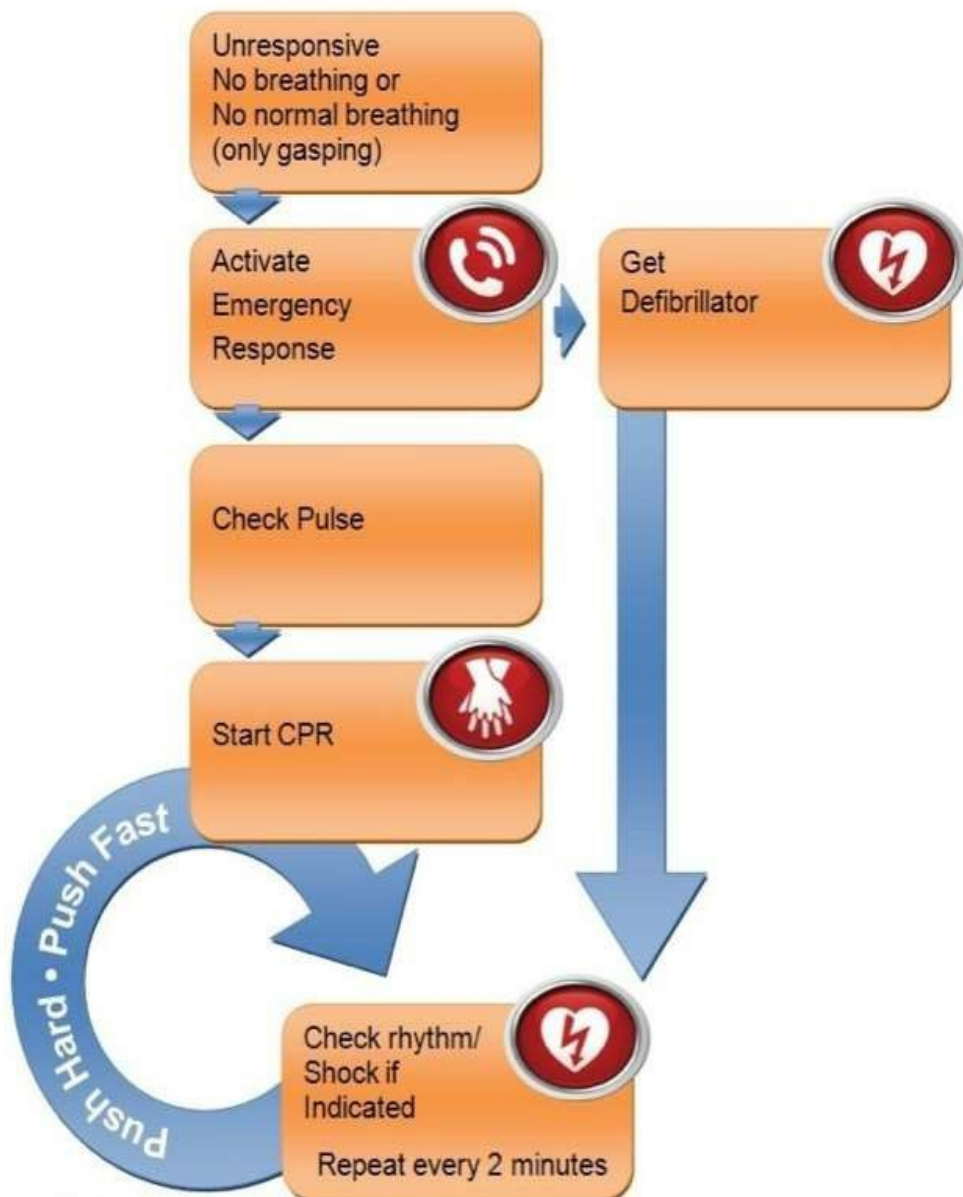 Unresponsive
No breathing or
No normal breathing
(only gasping)
Activate
Emergency
Response
Get
Defibrillator
Check Pulse
Start CPR
Push Hard • Push Fast
Check rhythm/
Shock if
Indicated
Repeat every 2 minutes